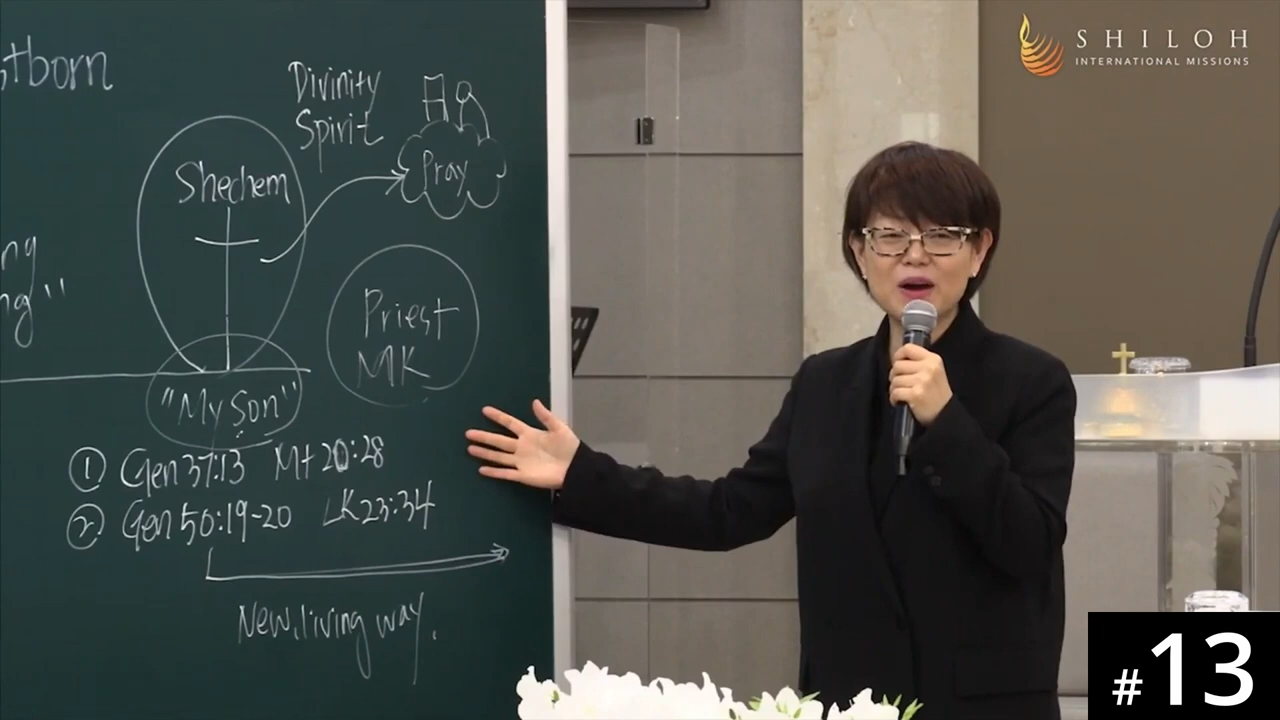 stborn
Divinity
Spirit
Pray
Shechem
ng
ng"
Priest
MK
"My Son"
① Gen 37:13 Mt 20:28
② Gen 50:19-20 LK 23:34
New, living way.
SHILOH
INTERNATIONAL MISSIONS
#13